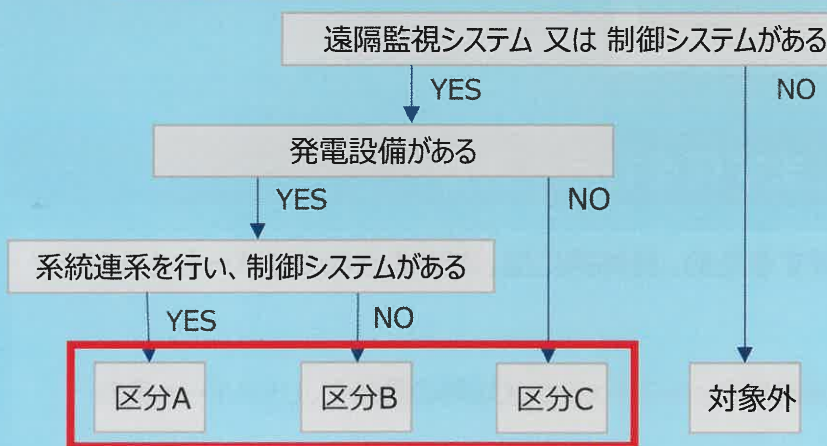 遠隔監視システム 又は 制御システムがある
YES
NO
発電設備がある
YES
NO
系統連系を行い、制御システムがある
YES
NO
区分A
区分B
区分C
対象外